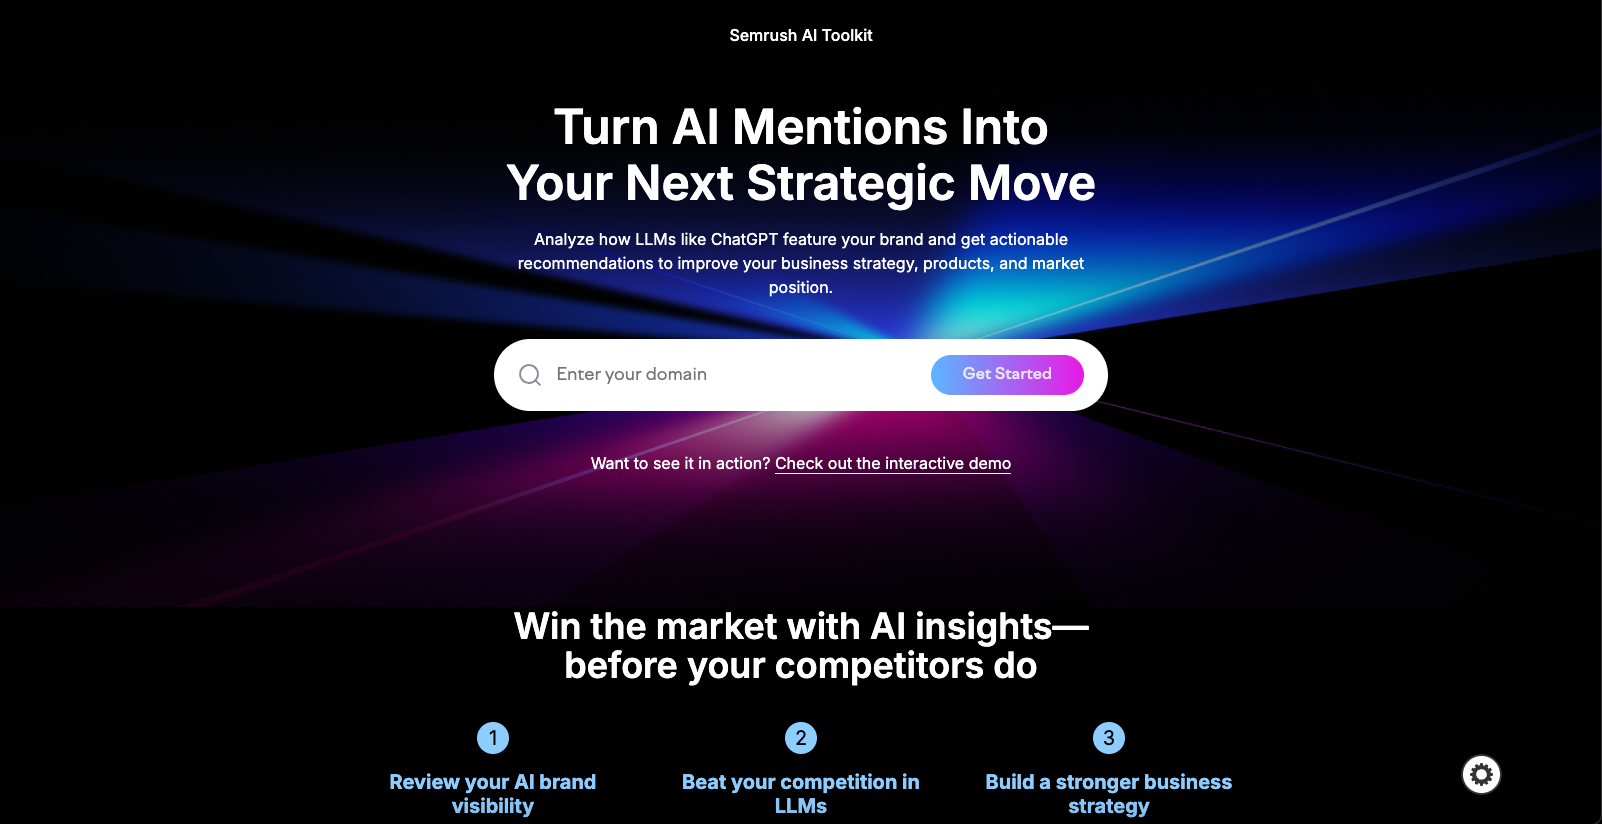 Semrush AI Toolkit
Turn AI Mentions Into
Your Next Strategic Move
Analyze how LLMs like ChatGPT feature your brand and get actionable
recommendations to improve your business strategy, products, and market
position.
Enter your domain
Get Started
Want to see it in action? Check out the interactive demo
Win the market with AI insights—
before your competitors do
1
Review your AI brand
visibility
2
Beat your competition in
LLMs
3
Build a stronger business
strategy